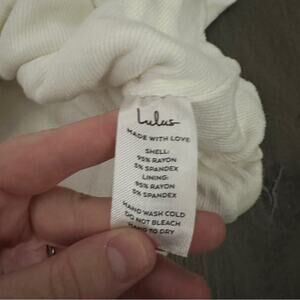 Lulus
MADE WITH LOVE
SHELL:
95% RAYON
5% SPANDEX
LINING:
95% RAYON
5% SPANDEX
HAND WASH COLD
DO NOT BLEACH
HANG TO DRY